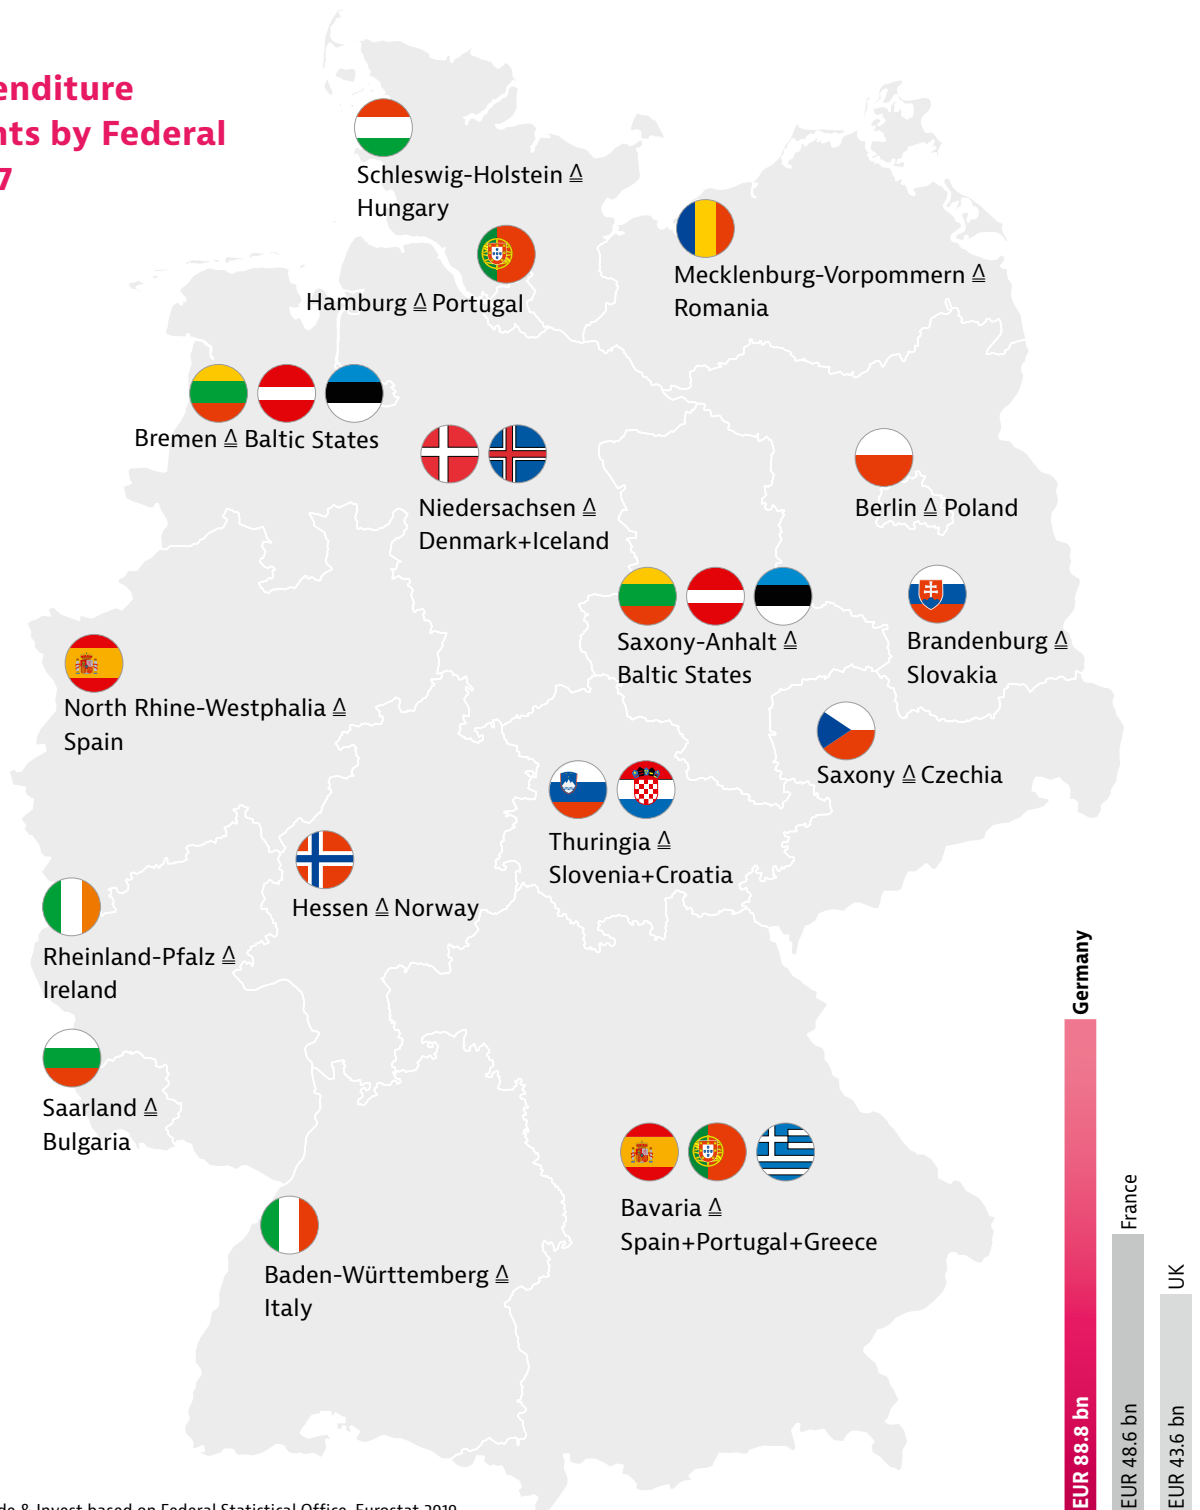 enditure
nts by Federal
7
Schleswig-Holstein ≙
Hungary
Hamburg ≙ Portugal
Mecklenburg-Vorpommern ≙
Romania
Bremen ≙ Baltic States
Niedersachsen ≙
Denmark+Iceland
Berlin ≙ Poland
Saxony-Anhalt ≙
Baltic States
Brandenburg ≙
Slovakia
North Rhine-Westphalia ≙
Spain
Saxony ≙ Czechia
Thuringia ≙
Slovenia+Croatia
Hessen ≙ Norway
Rheinland-Pfalz ≙
Ireland
Saarland ≙
Bulgaria
Bavaria ≙
Spain+Portugal+Greece
Baden-Württemberg ≙
Italy
Germany
EUR 88.8 bn
France
EUR 48.6 bn
UK
EUR 43.6 bn
de & Invest based on Federal Statistical Office, Eurostat 2019